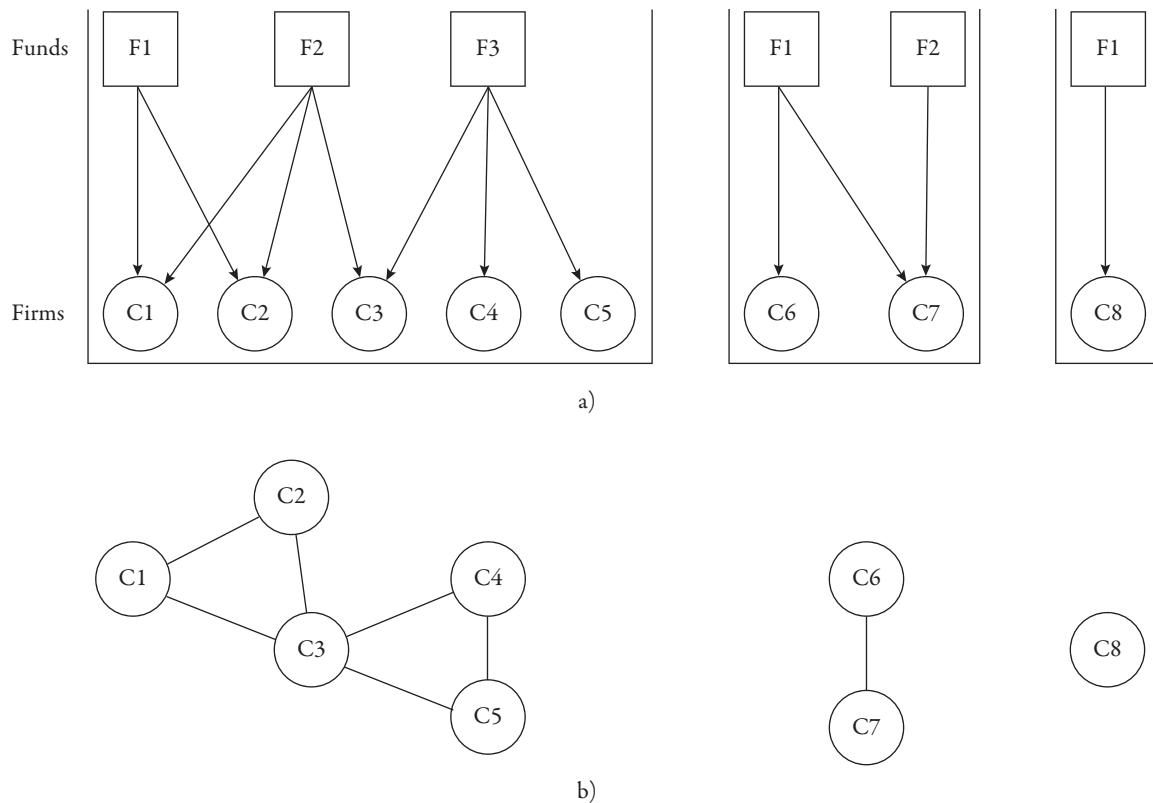 Funds F1 F2 F3 F1 F2 F1
Firms C1 C2 C3 C4 C5 C6 C7 C8
a)
C2
C1 C4 C6
C3 C8
C5 C7
b)